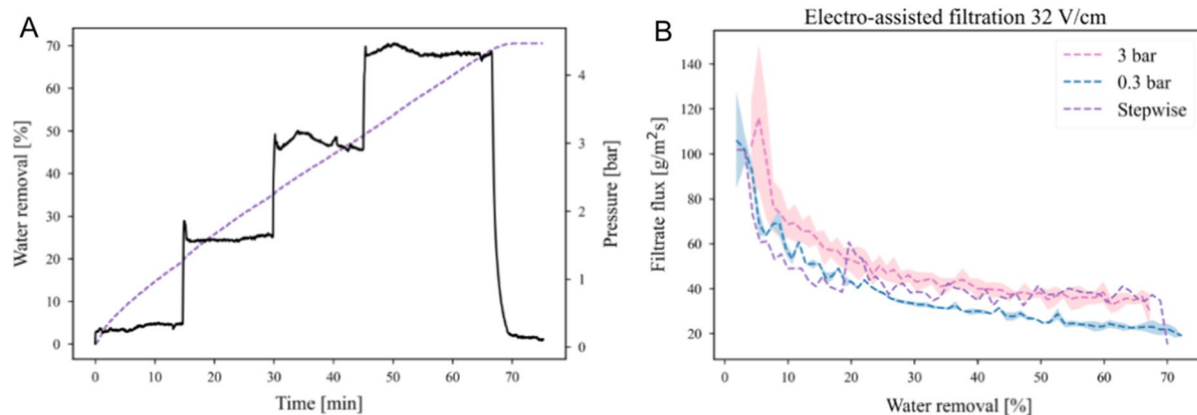 A
Water removal [%]
70
60
50
40
30
20
10
0
0 10 20 30 40 50 60 70
Time [min]
4
3
2
1
0
Pressure [bar]
B
Electro-assisted filtration 32 V/cm
Filtrate flux [g/m²s]
140
120
100
80
60
40
20
0 10 20 30 40 50 60 70
Water removal [%]
3 bar
0.3 bar
Stepwise